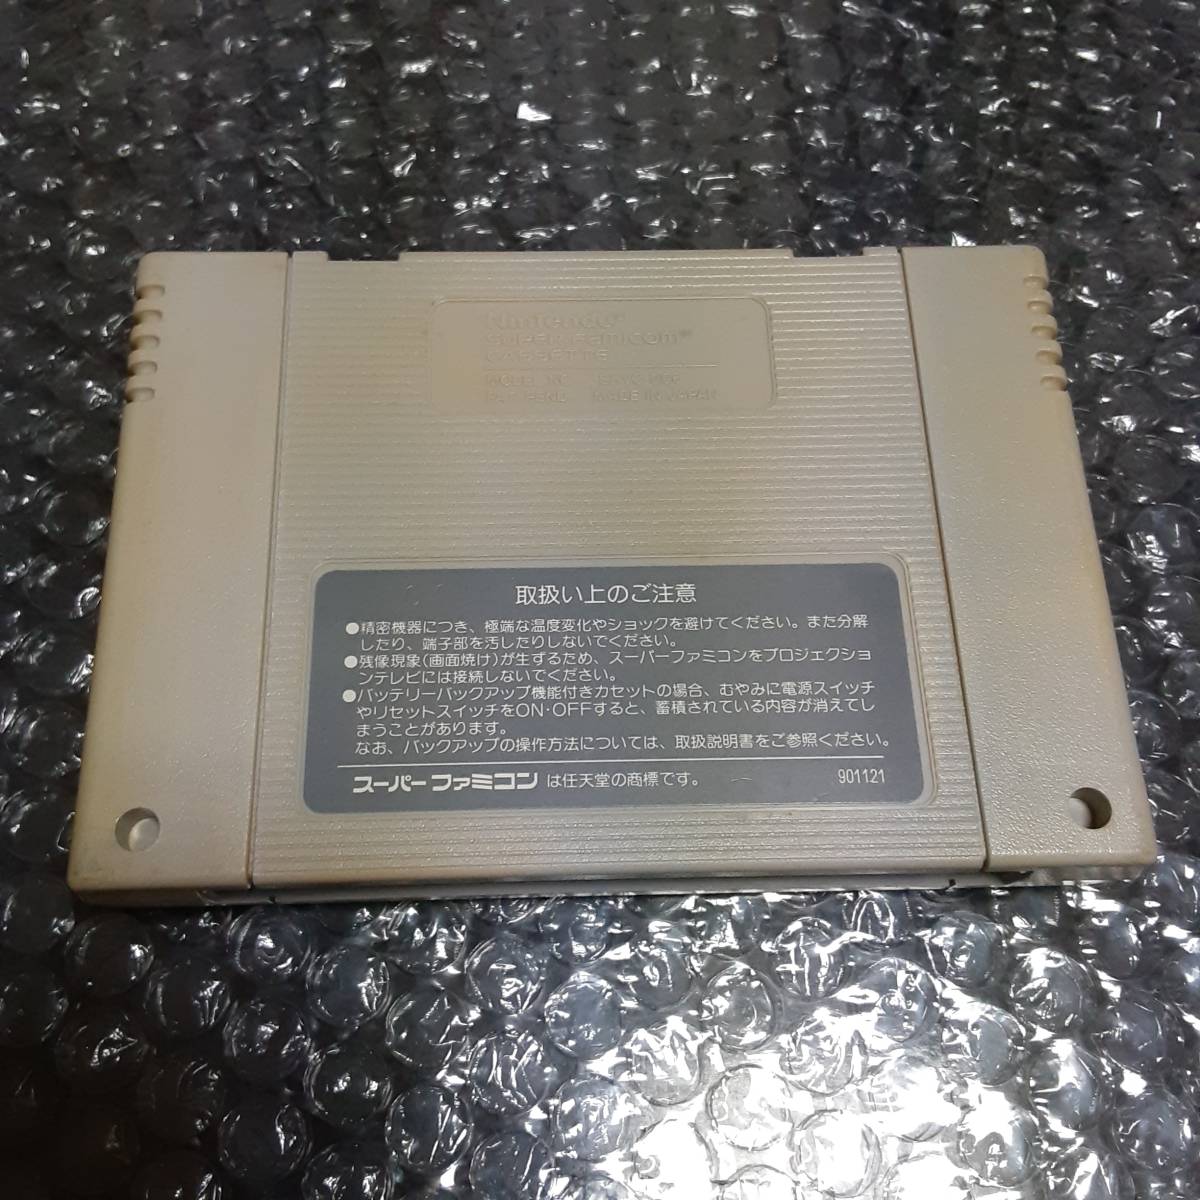 Nintendo®
Super Famicom™
CASSETTE
MODEL NO. SHVC-006
PAT. PEND. MADE IN JAPAN
取扱い上のご注意
●精密機器につき、極端な温度変化やショックを避けてください。また分解
したり、端子部を汚したりしないでください。
●残像現象(画面焼け)が生ずるため、スーパーファミコンをプロジェクショ
ンテレビには接続しないでください。
●バッテリーバックアップ機能付きカセットの場合、むやみに電源スイッチ
やリセットスイッチをON・OFFすると、蓄積されている内容が消えてし
まうことがあります。
なお、バックアップの操作方法については、取扱説明書をご参照ください。
スーパーファミコン は任天堂の商標です。 901121